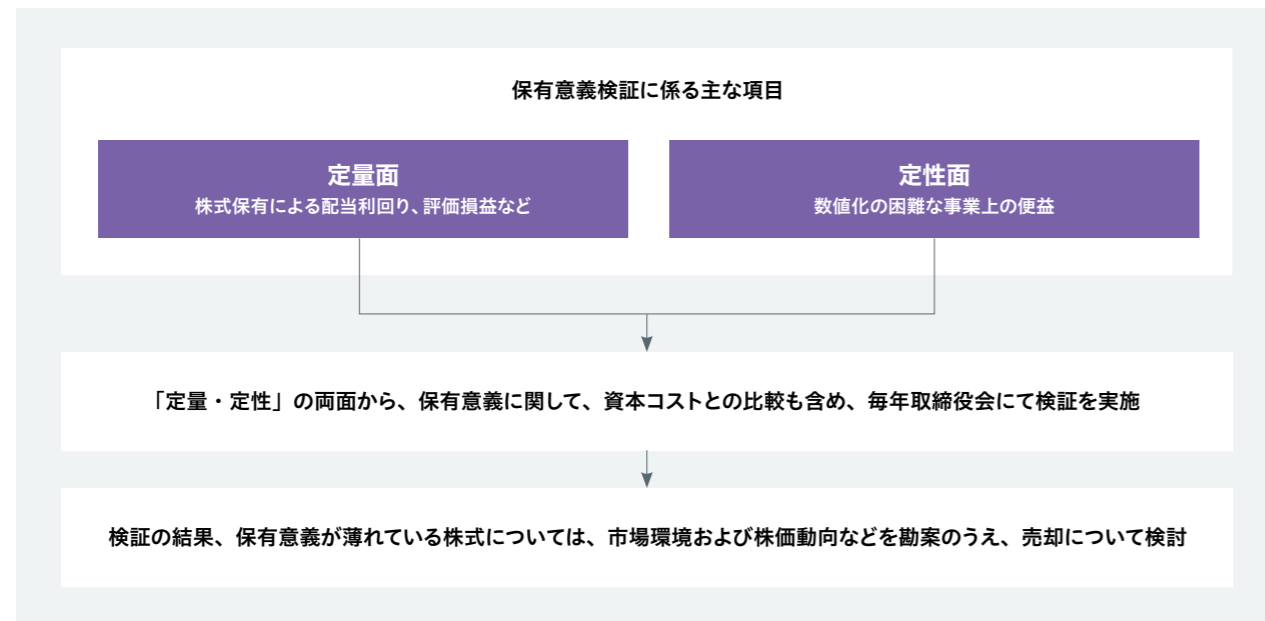 保有意義検証に係る主な項目
定量面
株式保有による配当利回り、評価損益など
定性面
数値化の困難な事業上の便益
「定量・定性」の両面から、保有意義に関して、資本コストとの比較も含め、毎年取締役会にて検証を実施
検証の結果、保有意義が薄れている株式については、市場環境および株価動向などを勘案のうえ、売却について検討